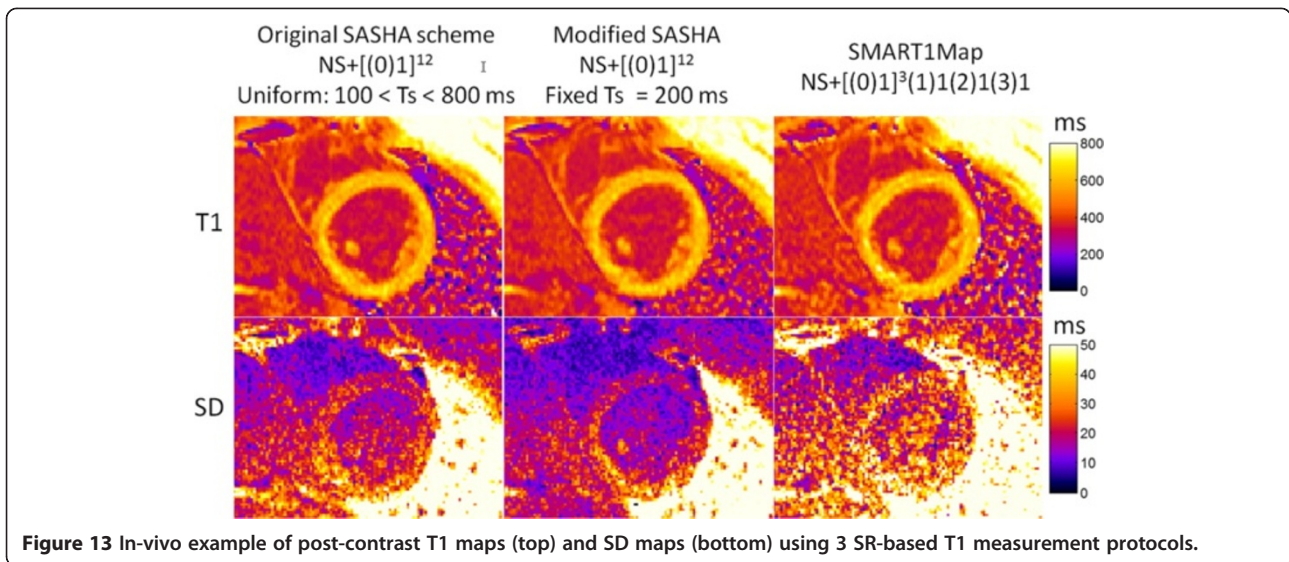 Original SASHA scheme
NS+[(0)1]¹²
Uniform: 100 < Ts < 800 ms
Modified SASHA
NS+[(0)1]¹²
Fixed Ts = 200 ms
SMART1Map
NS+[(0)1]³(1)1(2)1(3)1
T1
ms
800
600
400
200
0
SD
ms
50
40
30
20
10
0
Figure 13 In-vivo example of post-contrast T1 maps (top) and SD maps (bottom) using 3 SR-based T1 measurement protocols.